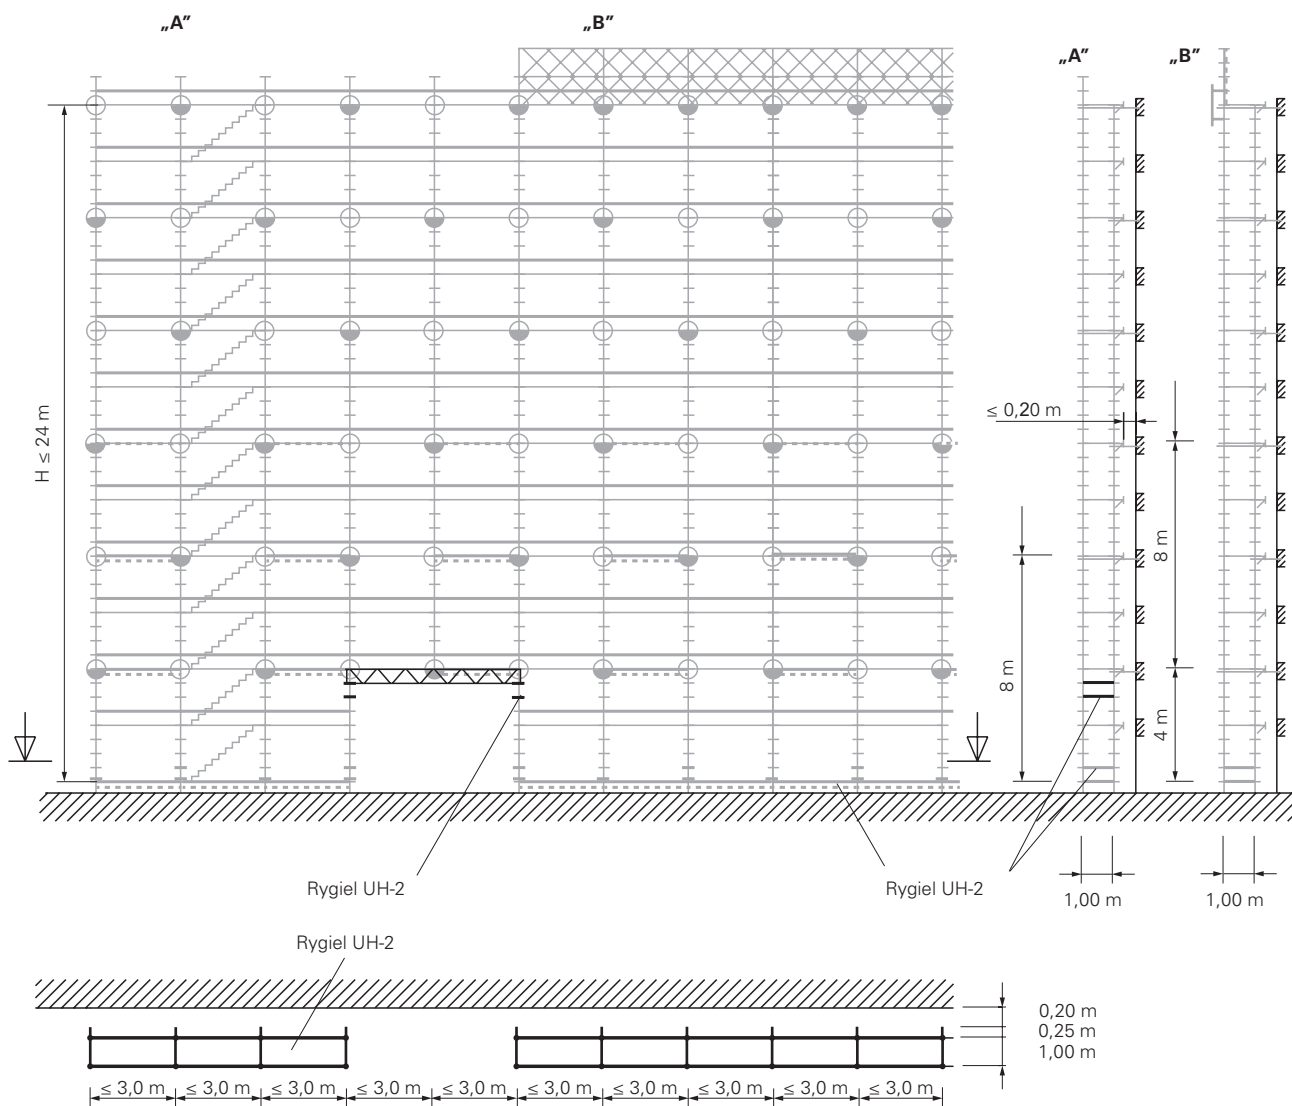 „A”
„B”
„A”
„B”
H ≤ 24 m
≤ 0,20 m
8 m
8 m
4 m
Rygiel UH-2
Rygiel UH-2
1,00 m
1,00 m
Rygiel UH-2
0,20 m
0,25 m
1,00 m
≤ 3,0 m
≤ 3,0 m
≤ 3,0 m
≤ 3,0 m
≤ 3,0 m
≤ 3,0 m
≤ 3,0 m
≤ 3,0 m
≤ 3,0 m
≤ 3,0 m